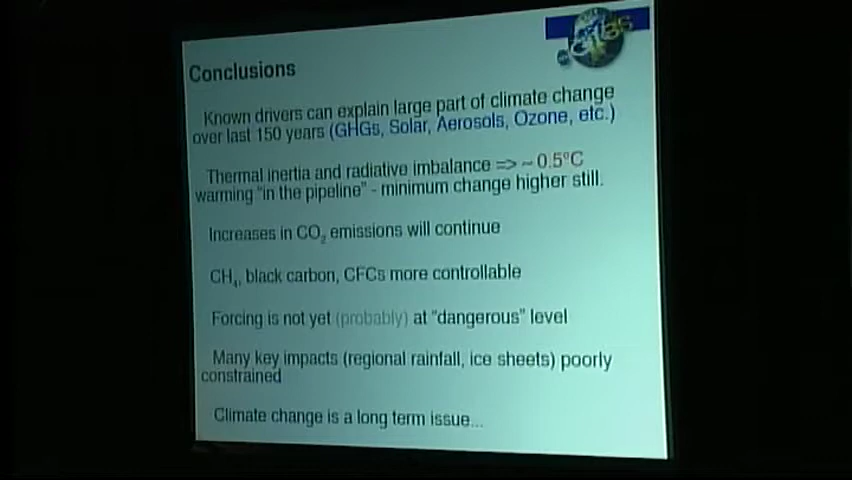 Conclusions
Known drivers can explain large part of climate change
over last 150 years (GHGs, Solar, Aerosols, Ozone, etc.)
Thermal inertia and radiative imbalance => ~ 0.5°C
warming "in the pipeline" - minimum change higher still.
Increases in CO₂ emissions will continue
CH₄, black carbon, CFCs more controllable
Forcing is not yet (probably) at "dangerous" level
Many key impacts (regional rainfall, ice sheets) poorly
constrained
Climate change is a long term issue...